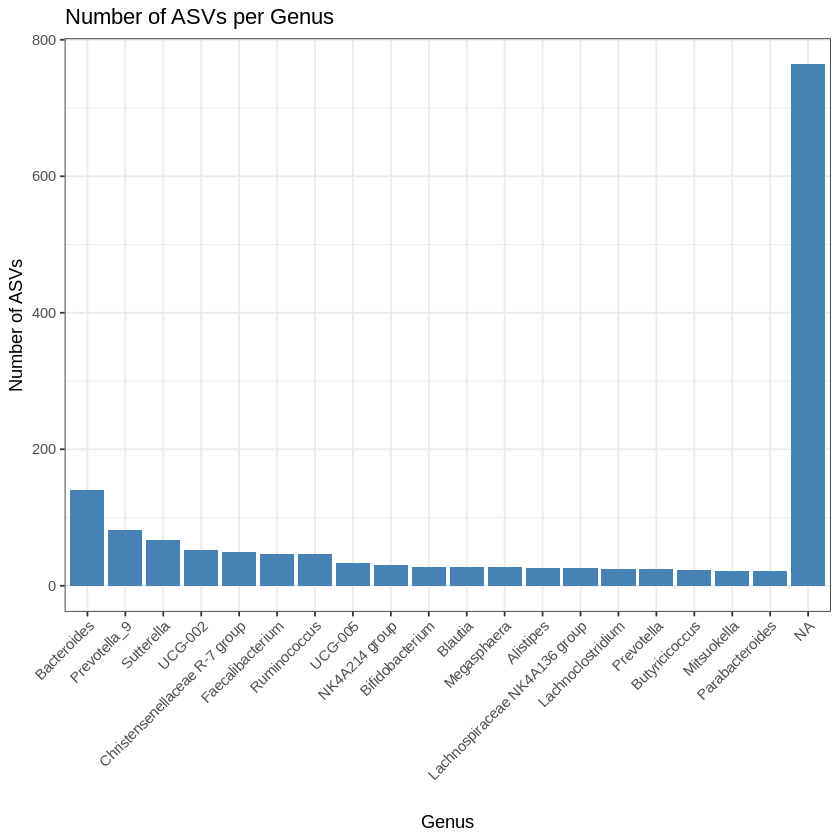 Number of ASVs per Genus
800
600
400
200
0
Number of ASVs
Bacteroides
Prevotella_9
Sutterella
UCG-002
Christensenellaceae R-7 group
Faecalibacterium
Ruminococcus
UCG-005
NK4A214 group
Bifidobacterium
Blautia
Megasphaera
Alistipes
Lachnospiraceae NK4A136 group
Lachnoclostridium
Prevotella
Butyricicoccus
Mitsuokella
Parabacteroides
NA
Genus